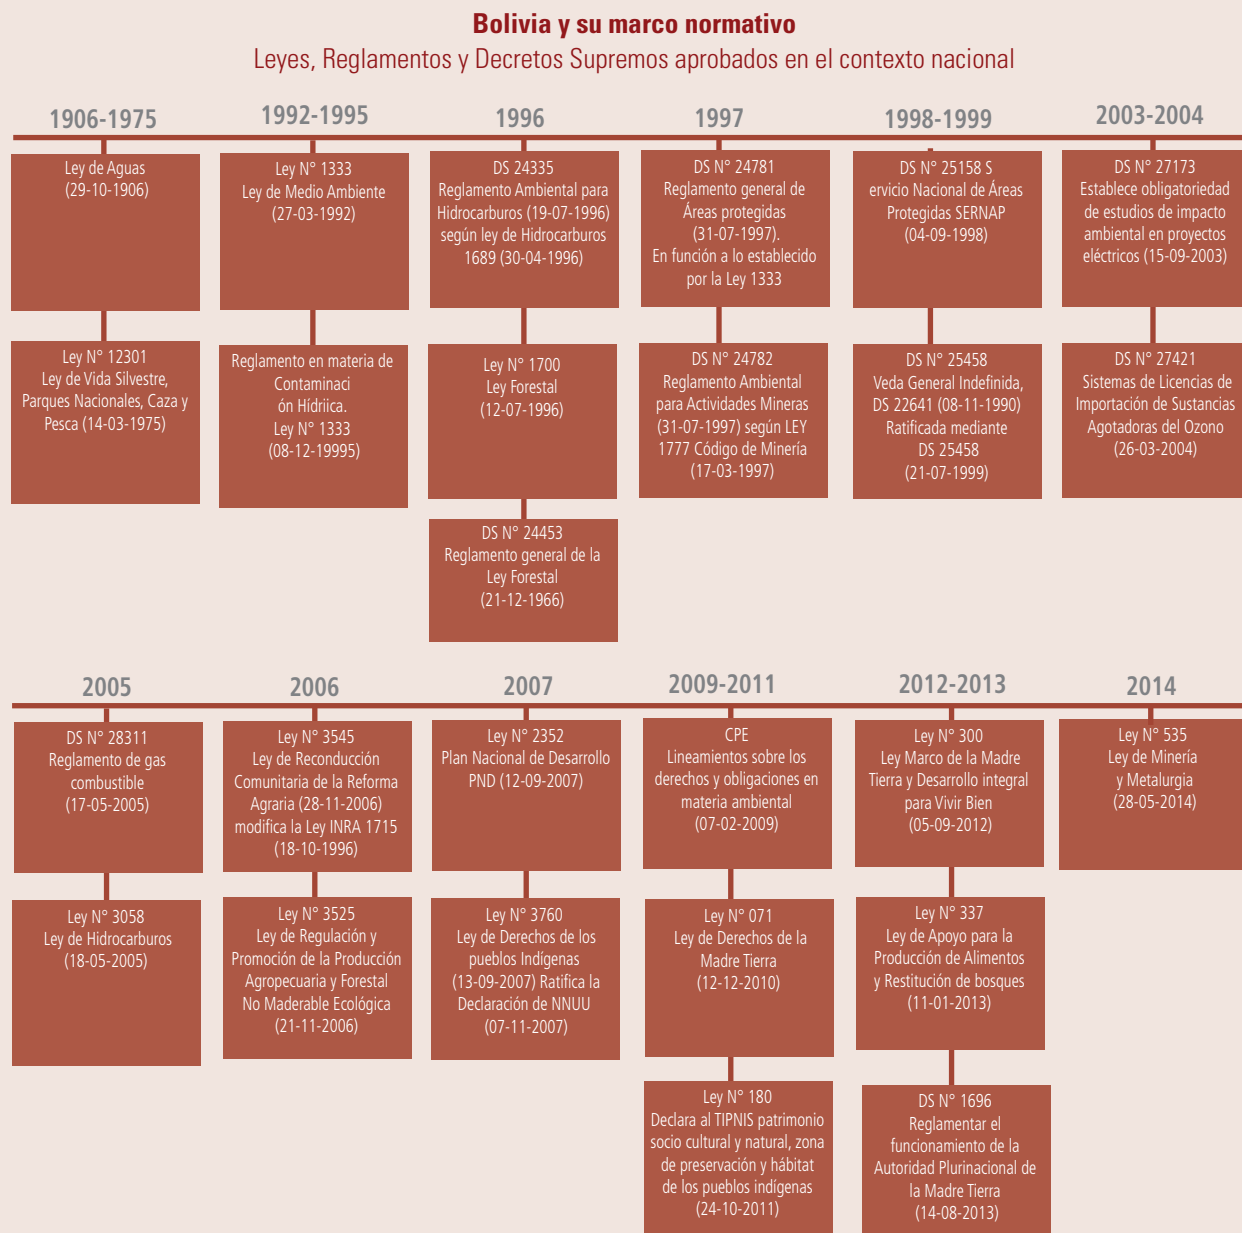 Bolivia y su marco normativo
Leyes, Reglamentos y Decretos Supremos aprobados en el contexto nacional
1906-1975
Ley de Aguas
(29-10-1906)
Ley N° 12301
Ley de Vida Silvestre,
Parques Nacionales, Caza y
Pesca (14-03-1975)
1992-1995
Ley N° 1333
Ley de Medio Ambiente
(27-03-1992)
Reglamento en materia de
Contaminaci
ón Hídriica.
Ley N° 1333
(08-12-19995)
1996
DS 24335
Reglamento Ambiental para
Hidrocarburos (19-07-1996)
según ley de Hidrocarburos
1689 (30-04-1996)
Ley N° 1700
Ley Forestal
(12-07-1996)
DS N° 24453
Reglamento general de la
Ley Forestal
(21-12-1966)
1997
DS N° 24781
Reglamento general de
Áreas protegidas
(31-07-1997).
En función a lo establecido
por la Ley 1333
DS N° 24782
Reglamento Ambiental
para Actividades Mineras
(31-07-1997) según LEY
1777 Código de Minería
(17-03-1997)
1998-1999
DS N° 25158 S
ervicio Nacional de Áreas
Protegidas SERNAP
(04-09-1998)
DS N° 25458
Veda General Indefinida,
DS 22641 (08-11-1990)
Ratificada mediante
DS 25458
(21-07-1999)
2003-2004
DS N° 27173
Establece obligatoriedad
de estudios de impacto
ambiental en proyectos
eléctricos (15-09-2003)
DS N° 27421
Sistemas de Licencias de
Importación de Sustancias
Agotadoras del Ozono
(26-03-2004)
2005
DS N° 28311
Reglamento de gas
combustible
(17-05-2005)
Ley N° 3058
Ley de Hidrocarburos
(18-05-2005)
2006
Ley N° 3545
Ley de Reconducción
Comunitaria de la Reforma
Agraria (28-11-2006)
modifica la Ley INRA 1715
(18-10-1996)
Ley N° 3525
Ley de Regulación y
Promoción de la Producción
Agropecuaria y Forestal
No Maderable Ecológica
(21-11-2006)
2007
Ley N° 2352
Plan Nacional de Desarrollo
PND (12-09-2007)
Ley N° 3760
Ley de Derechos de los
pueblos Indígenas
(13-09-2007) Ratifica la
Declaración de NNUU
(07-11-2007)
2009-2011
CPE
Lineamientos sobre los
derechos y obligaciones en
materia ambiental
(07-02-2009)
Ley N° 071
Ley de Derechos de la
Madre Tierra
(12-12-2010)
Ley N° 180
Declara al TIPNIS patrimonio
socio cultural y natural, zona
de preservación y hábitat
de los pueblos indígenas
(24-10-2011)
2012-2013
Ley N° 300
Ley Marco de la Madre
Tierra y Desarrollo integral
para Vivir Bien
(05-09-2012)
Ley N° 337
Ley de Apoyo para la
Producción de Alimentos
y Restitución de bosques
(11-01-2013)
DS N° 1696
Reglamentar el
funcionamiento de la
Autoridad Plurinacional de
la Madre Tierra
(14-08-2013)
2014
Ley N° 535
Ley de Minería
y Metalurgia
(28-05-2014)